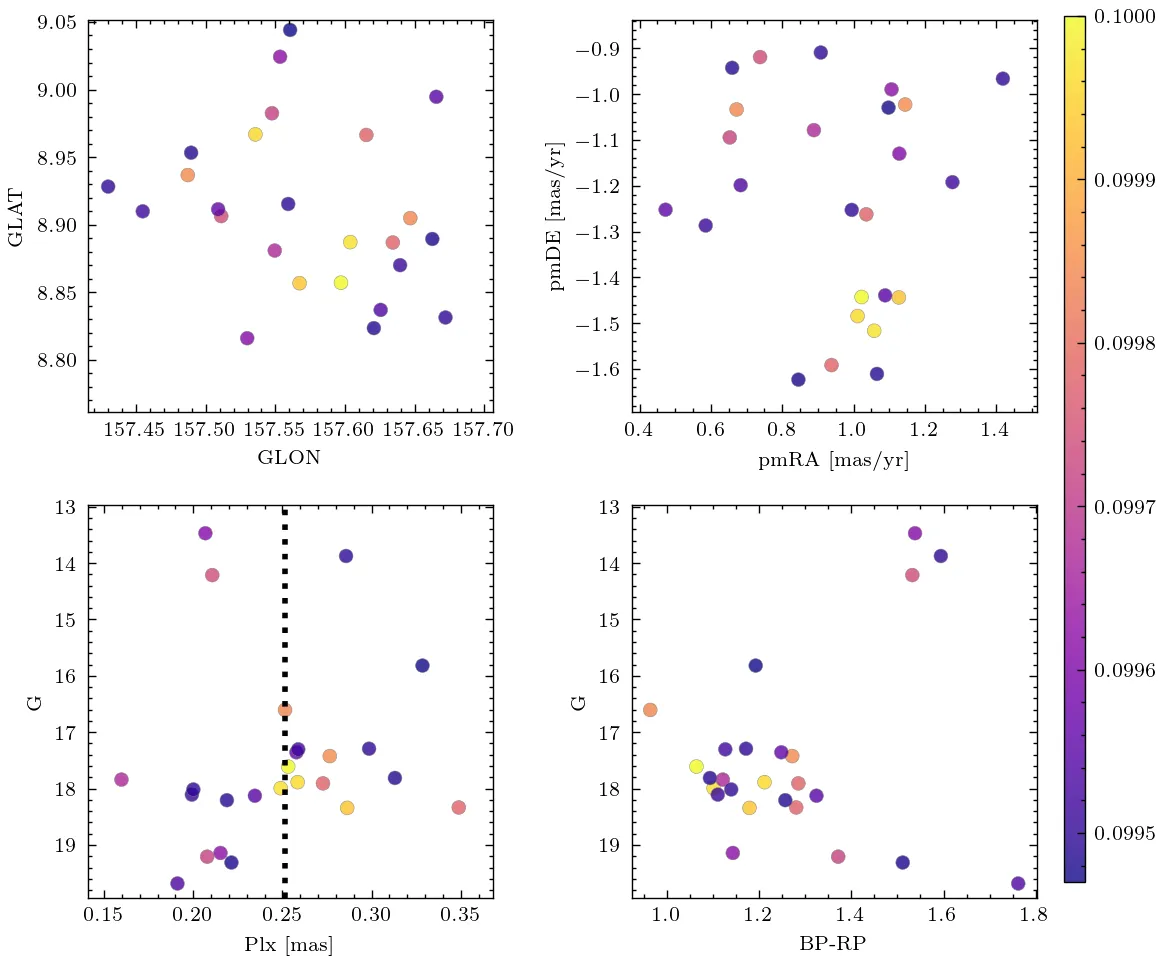 9.05
9.00
8.95
8.90
8.85
8.80
GLAT
157.45 157.50 157.55 157.60 157.65 157.70
GLON
−0.9
−1.0
−1.1
−1.2
−1.3
−1.4
−1.5
−1.6
pmDE [mas/yr]
0.4 0.6 0.8 1.0 1.2 1.4
pmRA [mas/yr]
0.1000
0.0999
0.0998
0.0997
0.0996
0.0995
13
14
15
16
17
18
19
G
0.15 0.20 0.25 0.30 0.35
Plx [mas]
13
14
15
16
17
18
19
G
1.0 1.2 1.4 1.6 1.8
BP-RP